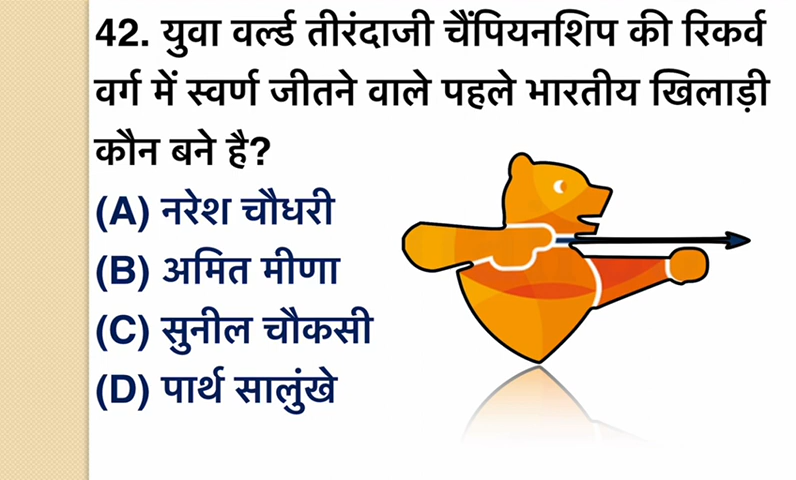 42. युवा वर्ल्ड तीरंदाजी चैंपियनशिप की रिकर्व
वर्ग में स्वर्ण जीतने वाले पहले भारतीय खिलाड़ी
कौन बने है?
(A) नरेश चौधरी
(B) अमित मीणा
(C) सुनील चौकसी
(D) पार्थ सालुंखे